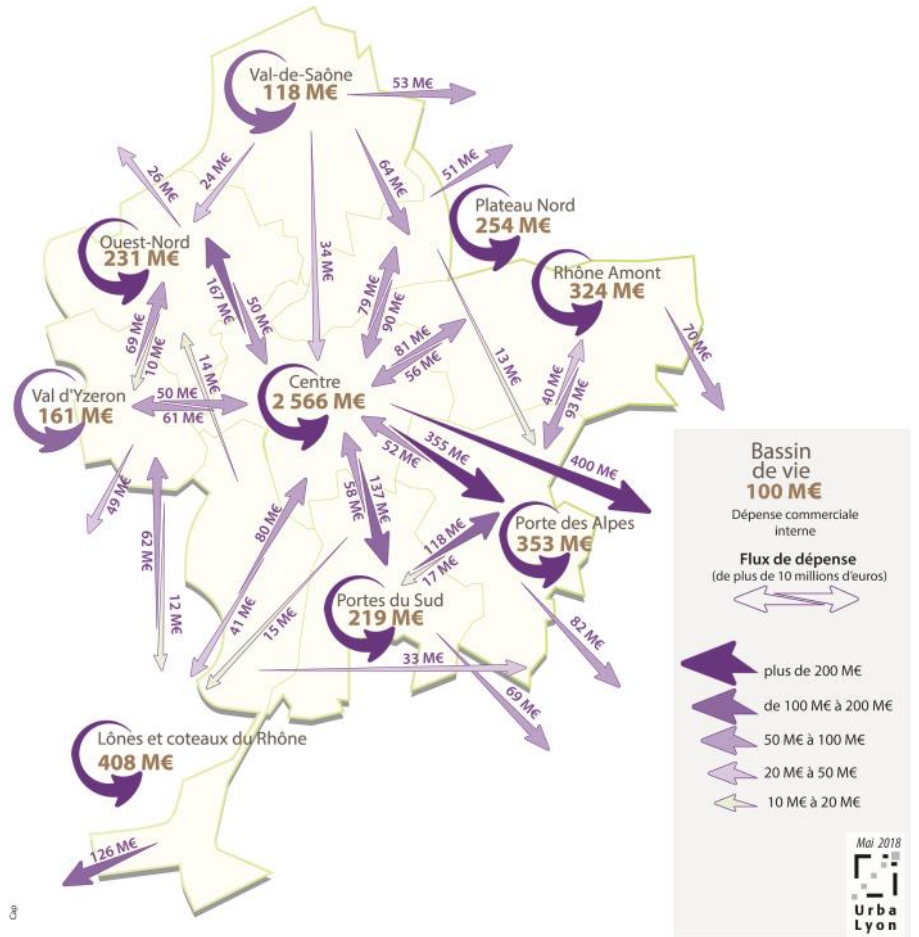 Val-de-Saône
118 M€
53 M€
26 M€
24 M€
64 M€
51 M€
34 M€
Plateau Nord
254 M€
Ouest-Nord
231 M€
Rhône Amont
324 M€
167 M€
50 M€
79 M€
90 M€
69 M€
10 M€
14 M€
81 M€
56 M€
13 M€
70 M€
Val d'Yzeron
161 M€
50 M€
61 M€
Centre
2 566 M€
40 M€
93 M€
49 M€
355 M€
52 M€
400 M€
62 M€
12 M€
80 M€
41 M€
58 M€
137 M€
118 M€
17 M€
Porte des Alpes
353 M€
15 M€
Portes du Sud
219 M€
82 M€
33 M€
69 M€
Lônes et coteaux du Rhône
408 M€
126 M€
Cap
Bassin
de vie
100 M€
Dépense commerciale
interne
Flux de dépense
(de plus de 10 millions d'euros)
plus de 200 M€
de 100 M€ à 200 M€
50 M€ à 100 M€
20 M€ à 50 M€
10 M€ à 20 M€
Mai 2018
Urba
Lyon